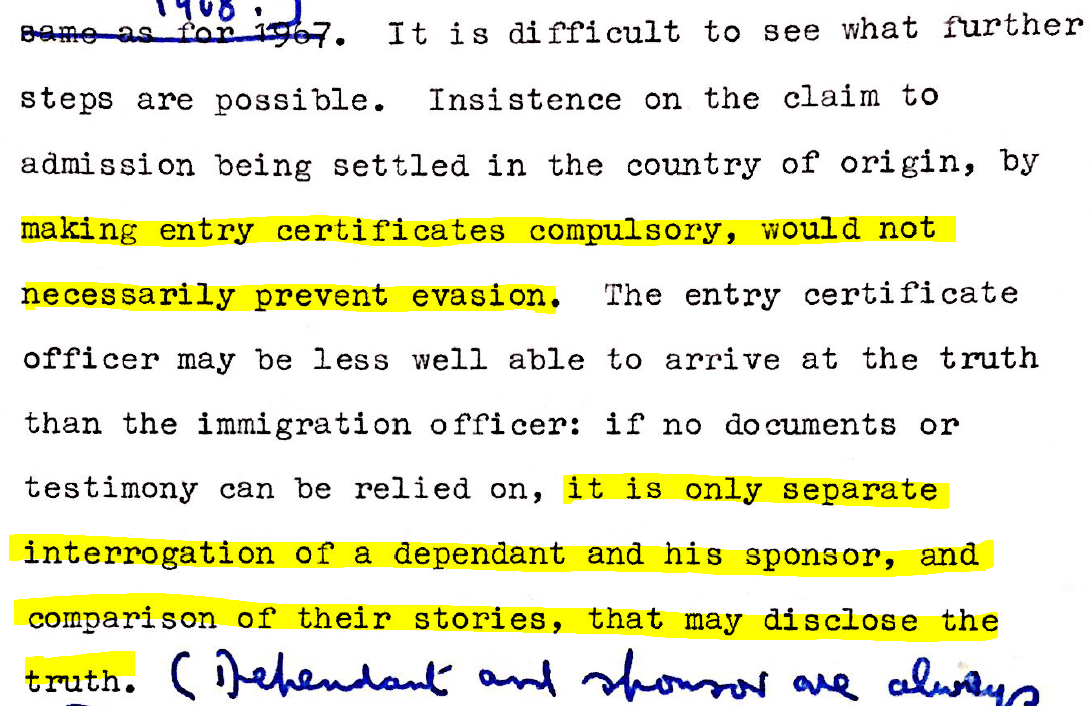 1968.)
same as for 1967. It is difficult to see what further
steps are possible. Insistence on the claim to
admission being settled in the country of origin, by
making entry certificates compulsory, would not
necessarily prevent evasion. The entry certificate
officer may be less well able to arrive at the truth
than the immigration officer: if no documents or
testimony can be relied on, it is only separate
interrogation of a dependant and his sponsor, and
comparison of their stories, that may disclose the
truth. (Dependant and sponsor are always